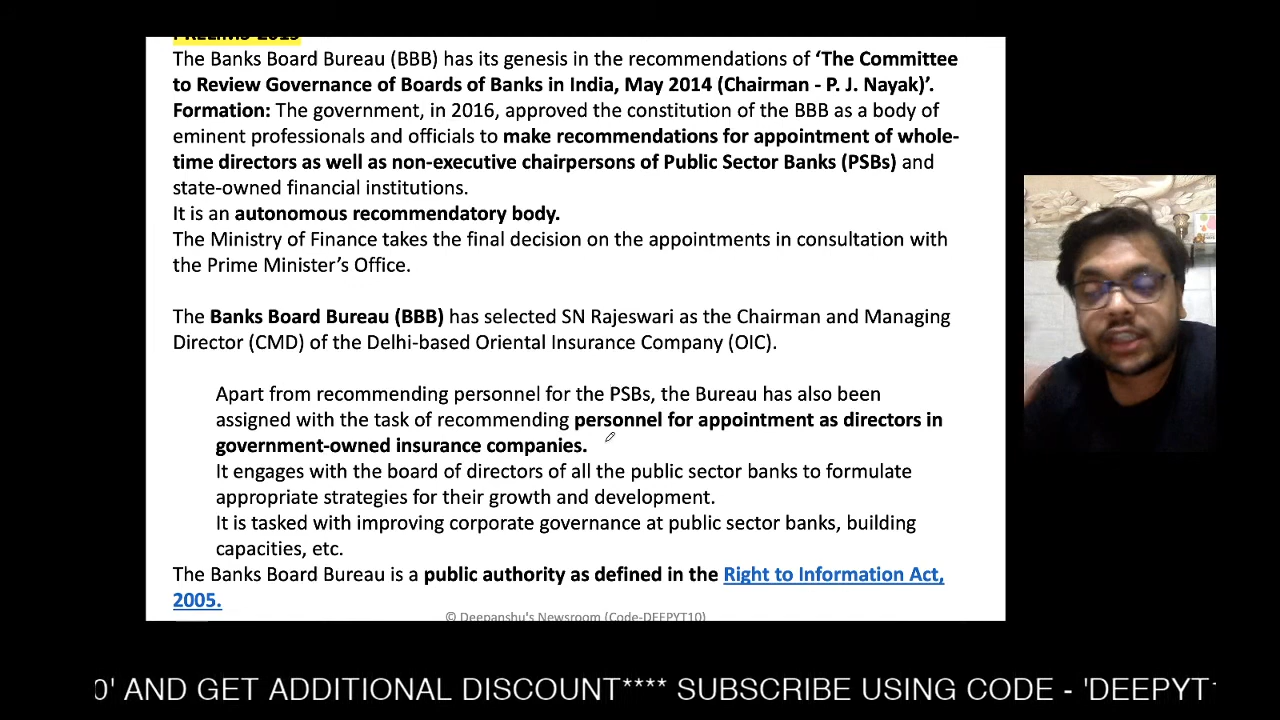 PRELIMS 2019
The Banks Board Bureau (BBB) has its genesis in the recommendations of ‘The Committee
to Review Governance of Boards of Banks in India, May 2014 (Chairman - P. J. Nayak)’.
Formation: The government, in 2016, approved the constitution of the BBB as a body of
eminent professionals and officials to make recommendations for appointment of whole-
time directors as well as non-executive chairpersons of Public Sector Banks (PSBs) and
state-owned financial institutions.
It is an autonomous recommendatory body.
The Ministry of Finance takes the final decision on the appointments in consultation with
the Prime Minister’s Office.
The Banks Board Bureau (BBB) has selected SN Rajeswari as the Chairman and Managing
Director (CMD) of the Delhi-based Oriental Insurance Company (OIC).
Apart from recommending personnel for the PSBs, the Bureau has also been
assigned with the task of recommending personnel for appointment as directors in
government-owned insurance companies.
It engages with the board of directors of all the public sector banks to formulate
appropriate strategies for their growth and development.
It is tasked with improving corporate governance at public sector banks, building
capacities, etc.
The Banks Board Bureau is a public authority as defined in the Right to Information Act,
2005.
© Deepanshu's Newsroom (Code-DEEPYT10)
0' AND GET ADDITIONAL DISCOUNT**** SUBSCRIBE USING CODE - 'DEEPYT1